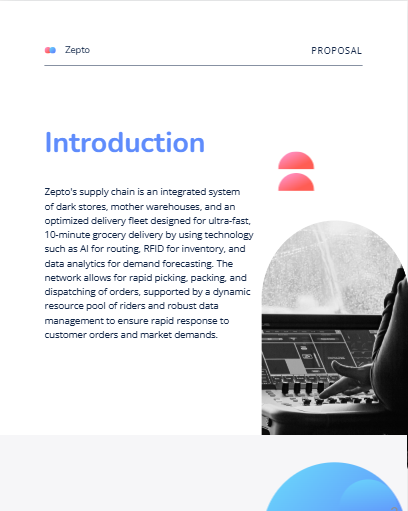 Zepto
PROPOSAL
Introduction
Zepto's supply chain is an integrated system
of dark stores, mother warehouses, and an
optimized delivery fleet designed for ultra-fast,
10-minute grocery delivery by using technology
such as AI for routing, RFID for inventory, and
data analytics for demand forecasting. The
network allows for rapid picking, packing, and
dispatching of orders, supported by a dynamic
resource pool of riders and robust data
management to ensure rapid response to
customer orders and market demands.